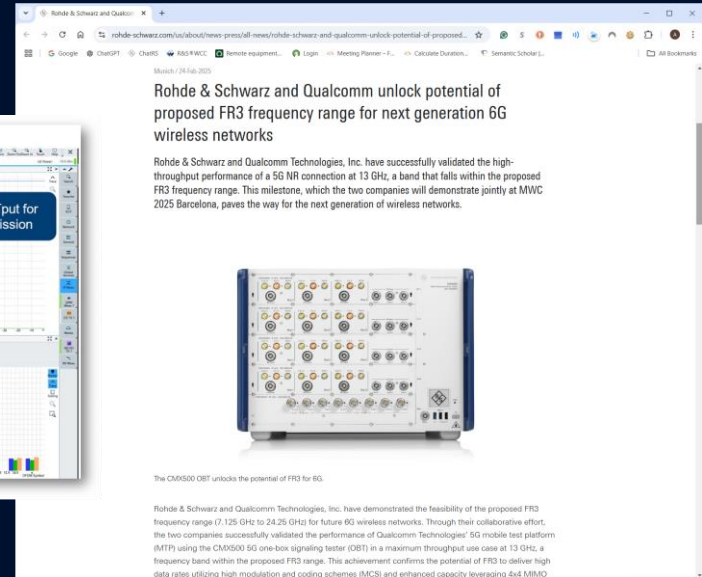 Rohde & Schwarz and Qualcom
rohde-schwarz.com/us/about/news-press/all-news/rohde-schwarz-and-qualcomm-unlock-potential-of-proposed...
Google
ChatGPT
ChatRS
R&S®WCC
Remote equipment...
Login
Meeting Planner – F...
Calculate Duration...
Semantic Scholar |...
All Bookmarks
Munich / 24-Feb-2025
Rohde & Schwarz and Qualcomm unlock potential of
proposed FR3 frequency range for next generation 6G
wireless networks
Rohde & Schwarz and Qualcomm Technologies, Inc. have successfully validated the high-
throughput performance of a 5G NR connection at 13 GHz, a band that falls within the proposed
FR3 frequency range. This milestone, which the two companies will demonstrate jointly at MWC
2025 Barcelona, paves the way for the next generation of wireless networks.
put for
ission
The CMX500 OBT unlocks the potential of FR3 for 6G.
Rohde & Schwarz and Qualcomm Technologies, Inc. have demonstrated the feasibility of the proposed FR3
frequency range (7.125 GHz to 24.25 GHz) for future 6G wireless networks. Through their collaborative effort,
the two companies successfully validated the performance of Qualcomm Technologies' 5G mobile test platform
(MTP) using the CMX500 5G one-box signaling tester (OBT) in a maximum throughput use case at 13 GHz, a
frequency band within the proposed FR3 range. This achievement confirms the potential of FR3 to deliver high
data rates utilizing high modulation and coding schemes (MCS) and enhanced capacity leveraging 4x4 MIMO